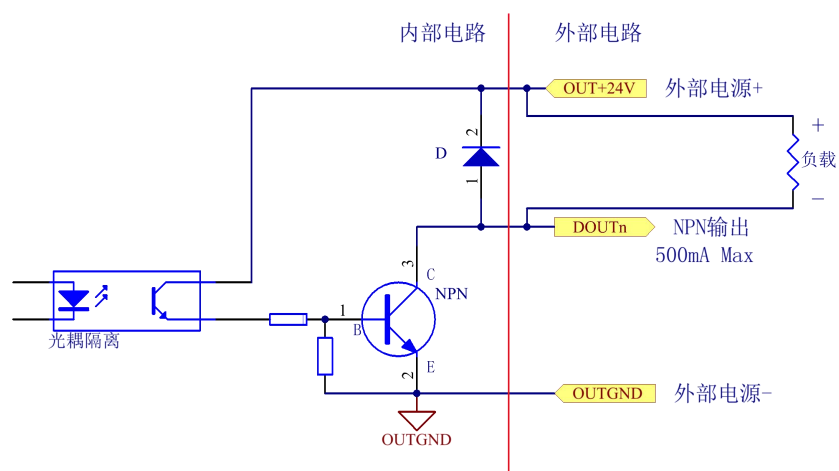 内部电路
外部电路
OUT+24V
外部电源+
2
D
1
+
负载
-
DOUTn
NPN输出
500mA Max
3
C
NPN
1
B
光耦隔离
E
2
OUTGND
外部电源-
OUTGND